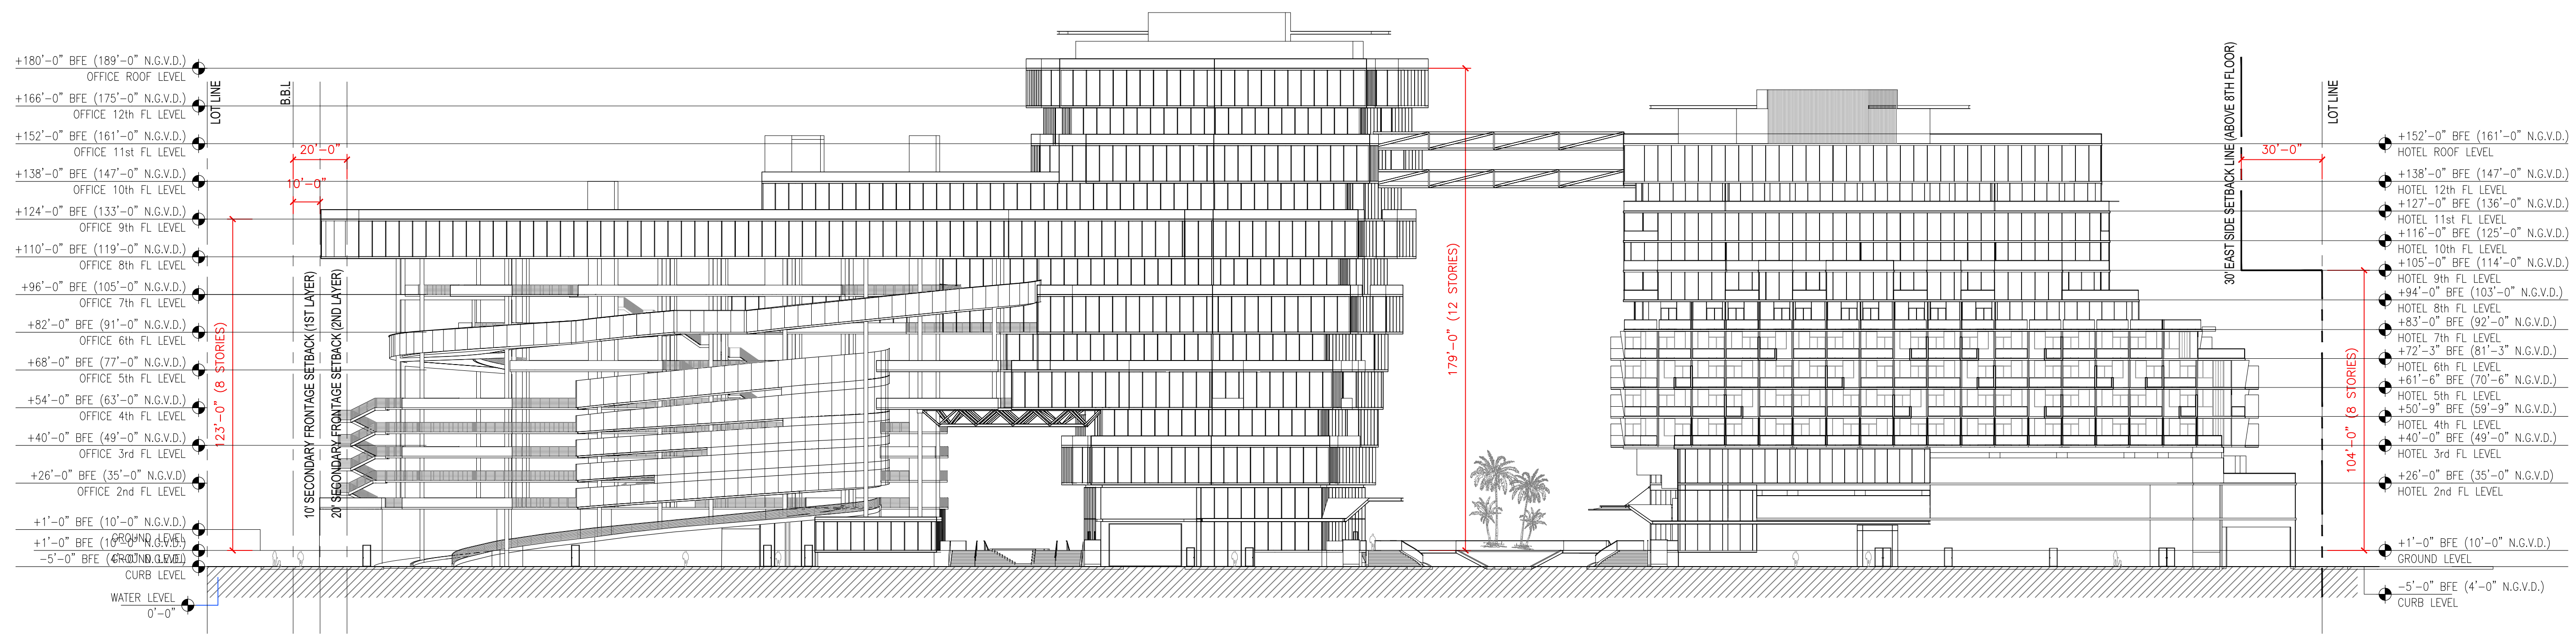 +180'-0" BFE (189'-0" N.G.V.D.)
OFFICE ROOF LEVEL
+166'-0" BFE (175'-0" N.G.V.D.)
OFFICE 12th FL LEVEL
+152'-0" BFE (161'-0" N.G.V.D.)
OFFICE 11st FL LEVEL
+138'-0" BFE (147'-0" N.G.V.D.)
OFFICE 10th FL LEVEL
+124'-0" BFE (133'-0" N.G.V.D.)
OFFICE 9th FL LEVEL
+110'-0" BFE (119'-0" N.G.V.D.)
OFFICE 8th FL LEVEL
+96'-0" BFE (105'-0" N.G.V.D.)
OFFICE 7th FL LEVEL
+82'-0" BFE (91'-0" N.G.V.D.)
OFFICE 6th FL LEVEL
+68'-0" BFE (77'-0" N.G.V.D.)
OFFICE 5th FL LEVEL
+54'-0" BFE (63'-0" N.G.V.D.)
OFFICE 4th FL LEVEL
+40'-0" BFE (49'-0" N.G.V.D.)
OFFICE 3rd FL LEVEL
+26'-0" BFE (35'-0" N.G.V.D)
OFFICE 2nd FL LEVEL
+1'-0" BFE (10'-0" N.G.V.D.)
GROUND LEVEL
+1'-0" BFE (10'-0" N.G.V.D.)
GROUND LEVEL
-5'-0" BFE (4'-0" N.G.V.D.)
CURB LEVEL
WATER LEVEL
0'-0"
LOT LINE
B.B.L
20'-0"
10'-0"
123'-0" (8 STORIES)
10' SECONDARY FRONTAGE SETBACK (1ST LAYER)
20' SECONDARY FRONTAGE SETBACK (2ND LAYER)
179'-0" (12 STORIES)
30' EAST SIDE SETBACK LINE (ABOVE 8TH FLOOR)
30'-0"
LOT LINE
104'-0" (8 STORIES)
+152'-0" BFE (161'-0" N.G.V.D.)
HOTEL ROOF LEVEL
+138'-0" BFE (147'-0" N.G.V.D.)
HOTEL 12th FL LEVEL
+127'-0" BFE (136'-0" N.G.V.D.)
HOTEL 11st FL LEVEL
+116'-0" BFE (125'-0" N.G.V.D.)
HOTEL 10th FL LEVEL
+105'-0" BFE (114'-0" N.G.V.D.)
HOTEL 9th FL LEVEL
+94'-0" BFE (103'-0" N.G.V.D.)
HOTEL 8th FL LEVEL
+83'-0" BFE (92'-0" N.G.V.D.)
HOTEL 7th FL LEVEL
+72'-3" BFE (81'-3" N.G.V.D.)
HOTEL 6th FL LEVEL
+61'-6" BFE (70'-6" N.G.V.D.)
HOTEL 5th FL LEVEL
+50'-9" BFE (59'-9" N.G.V.D.)
HOTEL 4th FL LEVEL
+40'-0" BFE (49'-0" N.G.V.D.)
HOTEL 3rd FL LEVEL
+26'-0" BFE (35'-0" N.G.V.D)
HOTEL 2nd FL LEVEL
+1'-0" BFE (10'-0" N.G.V.D.)
GROUND LEVEL
-5'-0" BFE (4'-0" N.G.V.D.)
CURB LEVEL